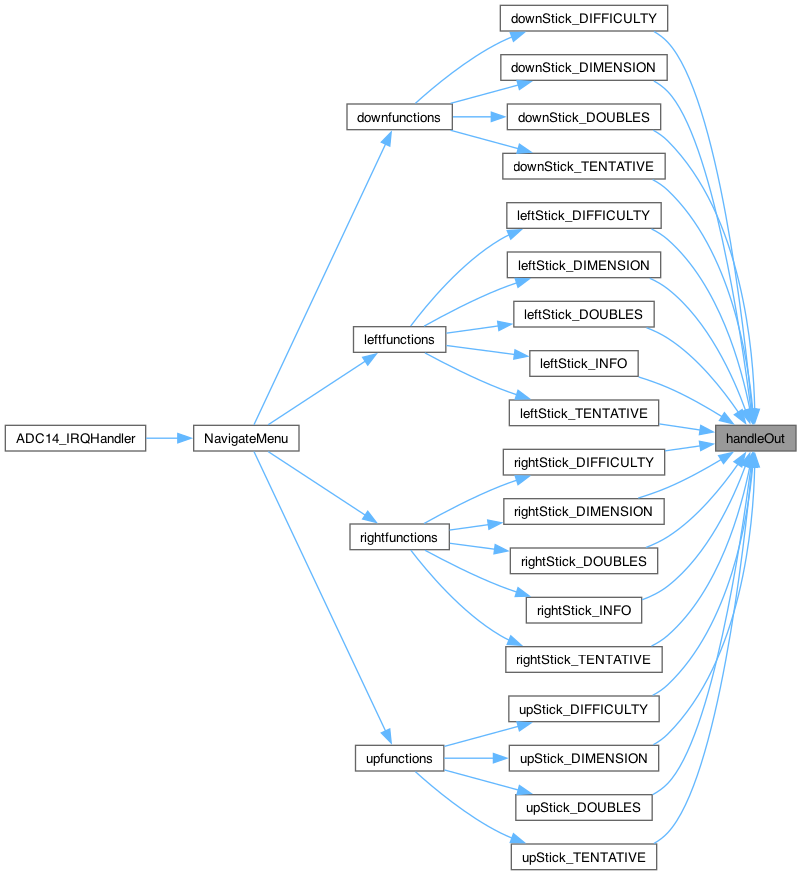 downStick_DIFFICULTY
downStick_DIMENSION
downfunctions
downStick_DOUBLES
downStick_TENTATIVE
leftStick_DIFFICULTY
leftStick_DIMENSION
leftStick_DOUBLES
leftfunctions
leftStick_INFO
leftStick_TENTATIVE
ADC14_IRQHandler
NavigateMenu
handleOut
rightStick_DIFFICULTY
rightStick_DIMENSION
rightfunctions
rightStick_DOUBLES
rightStick_INFO
rightStick_TENTATIVE
upStick_DIFFICULTY
upfunctions
upStick_DIMENSION
upStick_DOUBLES
upStick_TENTATIVE